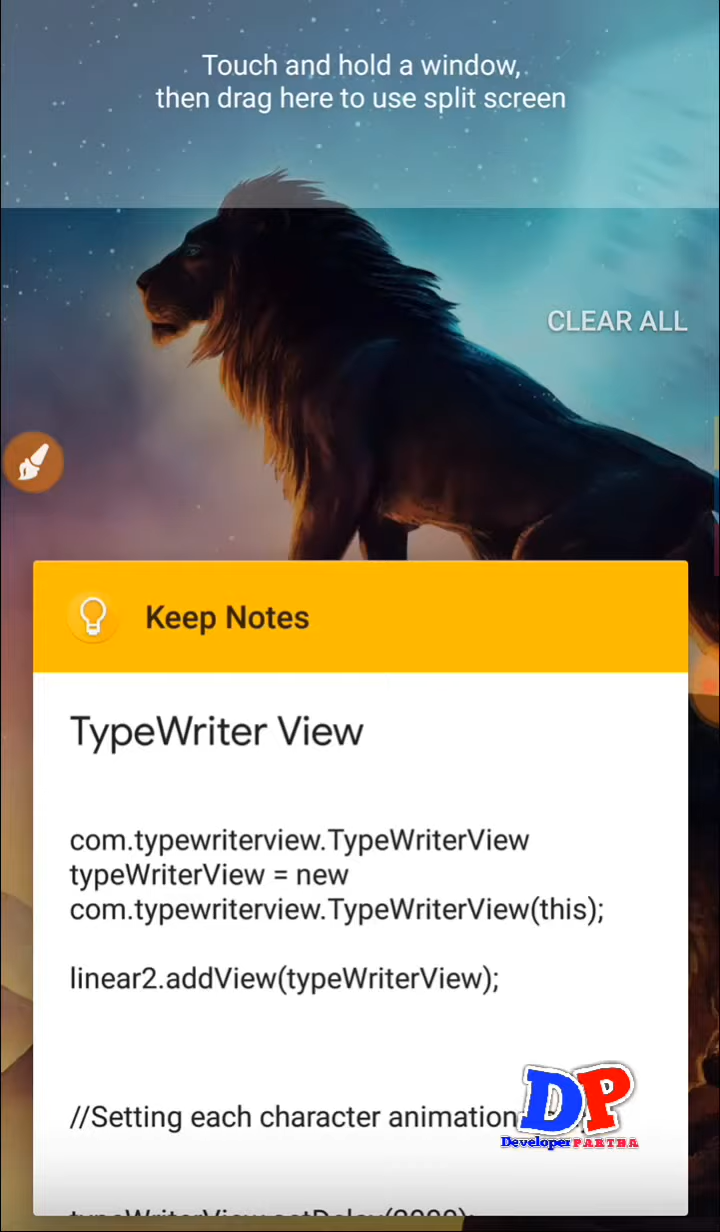 Touch and hold a window,
then drag here to use split screen
CLEAR ALL
Keep Notes
TypeWriter View
com.typewriterview.TypeWriterView
typeWriterView = new
com.typewriterview.TypeWriterView(this);
linear2.addView(typeWriterView);
//Setting each character animation
DP
Developer PARTHA